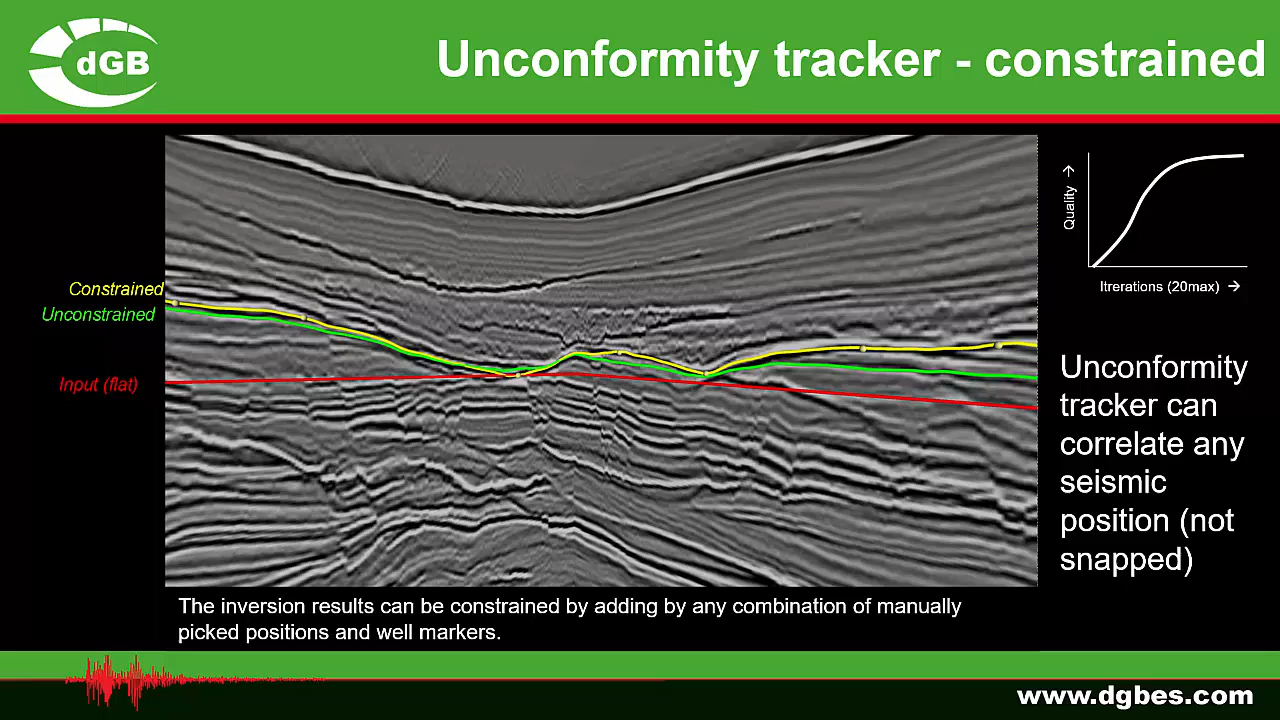 dGB
Unconformity tracker - constrained
Quality →
Itrerations (20max) →
Constrained
Unconstrained
Input (flat)
Unconformity
tracker can
correlate any
seismic
position (not
snapped)
The inversion results can be constrained by adding by any combination of manually
picked positions and well markers.
www.dgbes.com